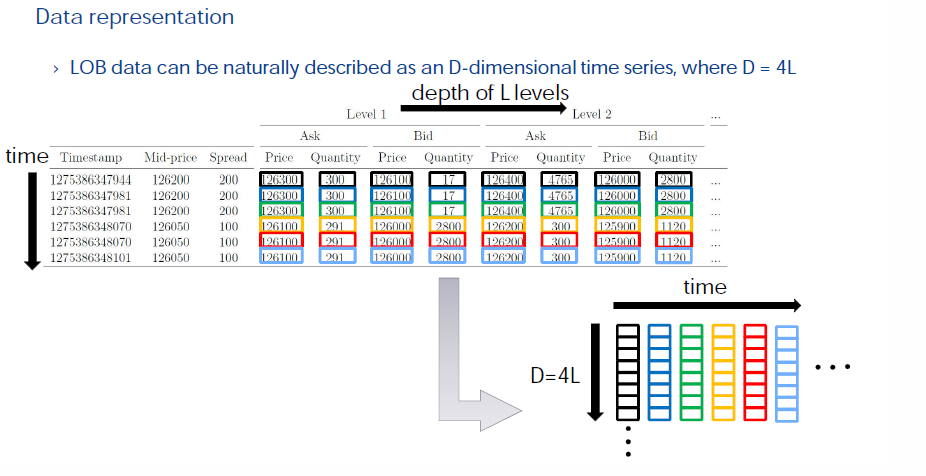 Data representation
› LOB data can be naturally described as an D-dimensional time series, where D = 4L
depth of L levels
Level 1 Level 2 ...
Ask Bid Ask Bid
time Timestamp Mid-price Spread Price Quantity Price Quantity Price Quantity Price Quantity
1275386347944 126200 200 126300 300 126100 17 126400 4765 126000 2800 ...
1275386347981 126200 200 126300 300 126100 17 126400 4765 126000 2800 ...
1275386347981 126200 200 126300 300 126100 17 126400 4765 126000 2800 ...
1275386348070 126050 100 126100 291 126000 2800 126200 300 125900 1120 ...
1275386348070 126050 100 126100 291 126000 2800 126200 300 125900 1120 ...
1275386348101 126050 100 126100 291 126000 2800 126200 300 125900 1120 ...
time
D=4L